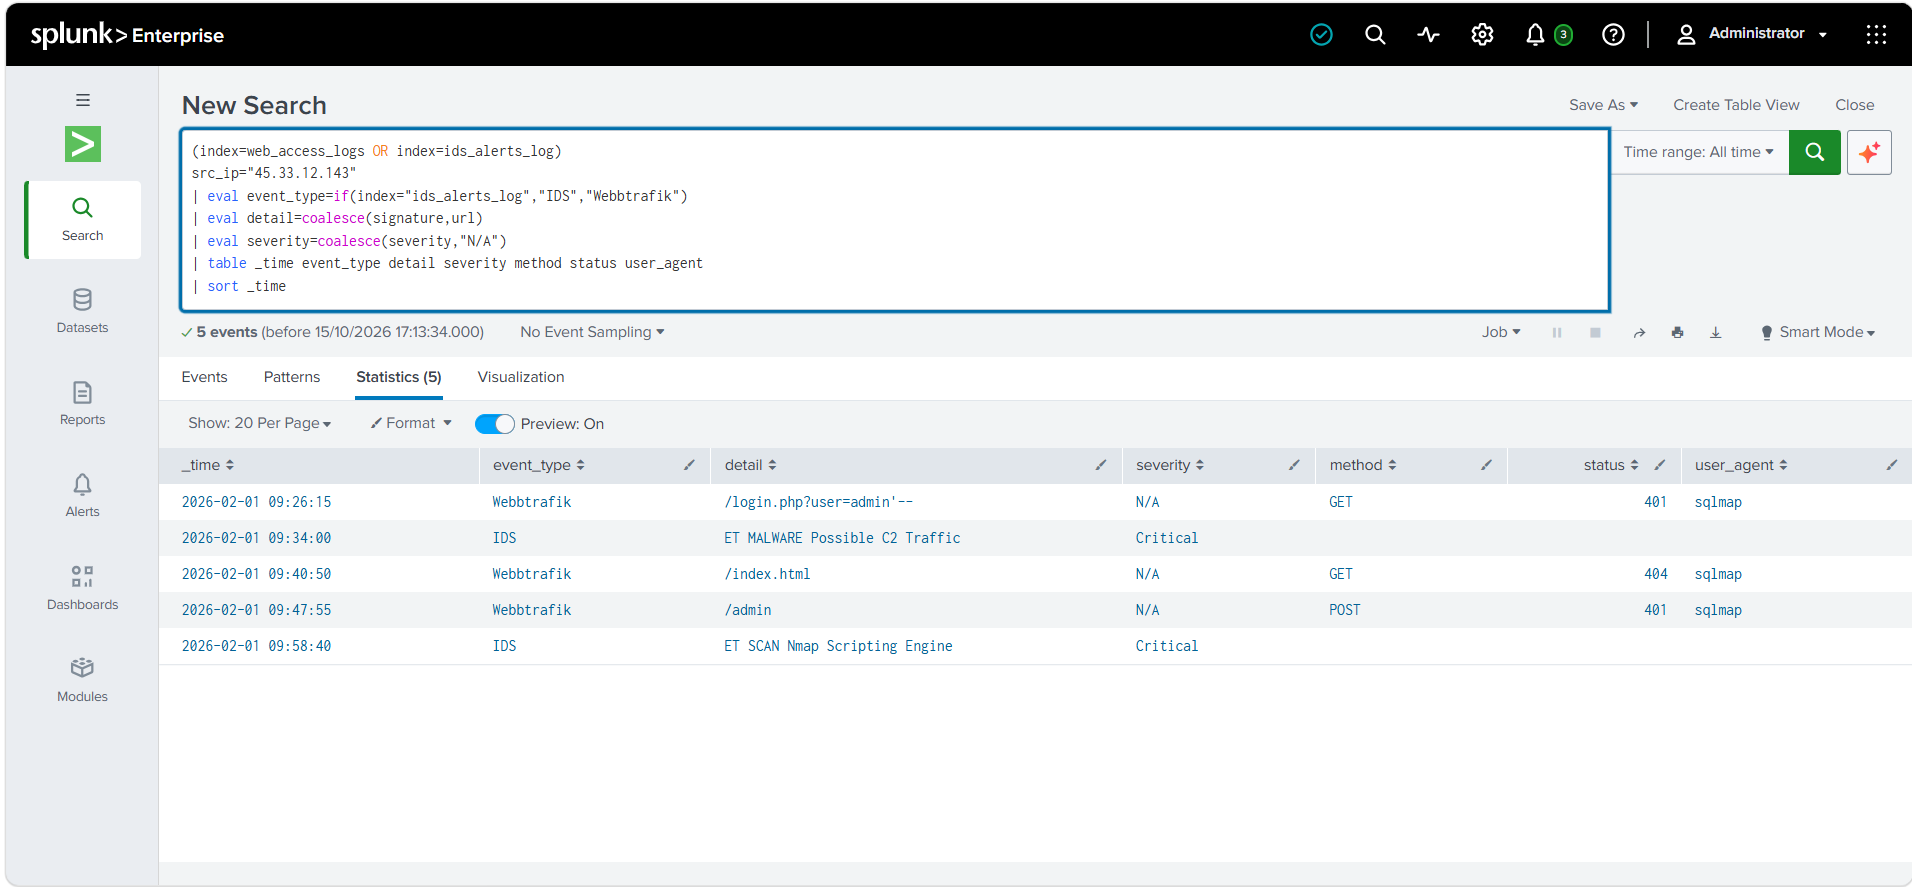 splunk> Enterprise
3
Administrator
New Search
Save As
Create Table View
Close
(index=web_access_logs OR index=ids_alerts_log)
src_ip="45.33.12.143"
| eval event_type=if(index="ids_alerts_log","IDS","Webbtrafik")
| eval detail=coalesce(signature,url)
| eval severity=coalesce(severity,"N/A")
| table _time event_type detail severity method status user_agent
| sort _time
Time range: All time
Search
Datasets
Reports
Alerts
Dashboards
Modules
5 events (before 15/10/2026 17:13:34.000)
No Event Sampling
Job
Smart Mode
Events
Patterns
Statistics (5)
Visualization
Show: 20 Per Page
Format
Preview: On
_time event_type detail severity method status user_agent
2026-02-01 09:26:15 Webbtrafik /login.php?user=admin'-- N/A GET 401 sqlmap
2026-02-01 09:34:00 IDS ET MALWARE Possible C2 Traffic Critical
2026-02-01 09:40:50 Webbtrafik /index.html N/A GET 404 sqlmap
2026-02-01 09:47:55 Webbtrafik /admin N/A POST 401 sqlmap
2026-02-01 09:58:40 IDS ET SCAN Nmap Scripting Engine Critical